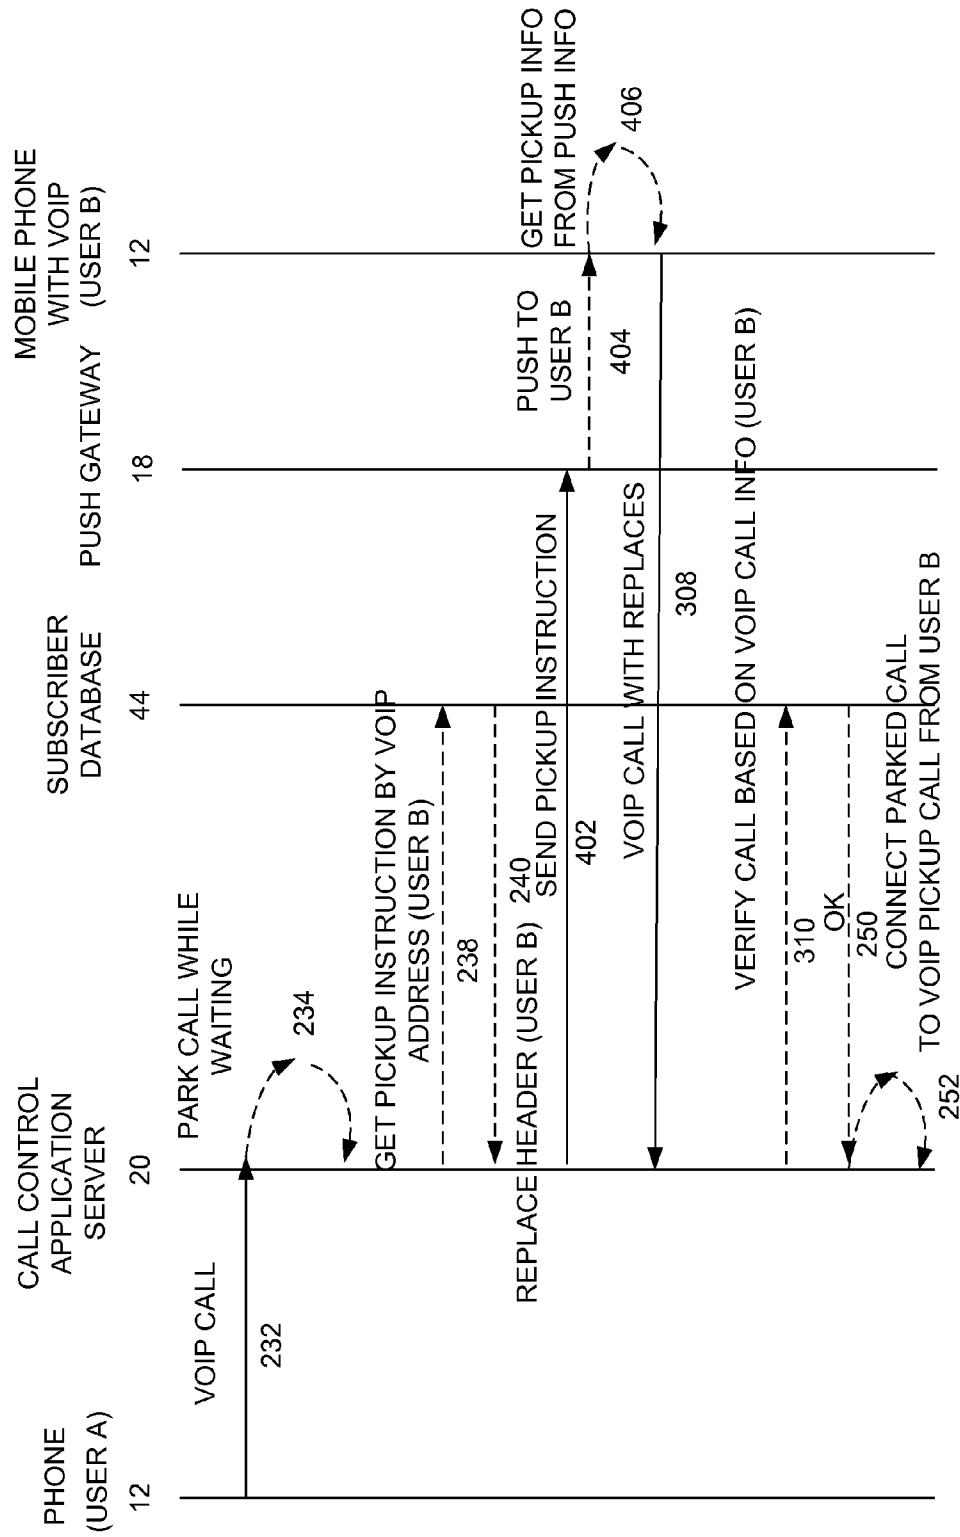 PHONE
(USER A)
12
CALL CONTROL
APPLICATION
SERVER
20
SUBSCRIBER
DATABASE
44
PUSH GATEWAY
18
MOBILE PHONE
WITH VOIP
(USER B)
12
VOIP CALL
232
PARK CALL WHILE
WAITING
234
GET PICKUP INSTRUCTION BY VOIP
ADDRESS (USER B)
238
REPLACE HEADER (USER B)
240
SEND PICKUP INSTRUCTION
402
PUSH TO
USER B
404
GET PICKUP INFO
FROM PUSH INFO
406
VOIP CALL WITH REPLACES
308
VERIFY CALL BASED ON VOIP CALL INFO (USER B)
310
OK
250
CONNECT PARKED CALL
TO VOIP PICKUP CALL FROM USER B
252